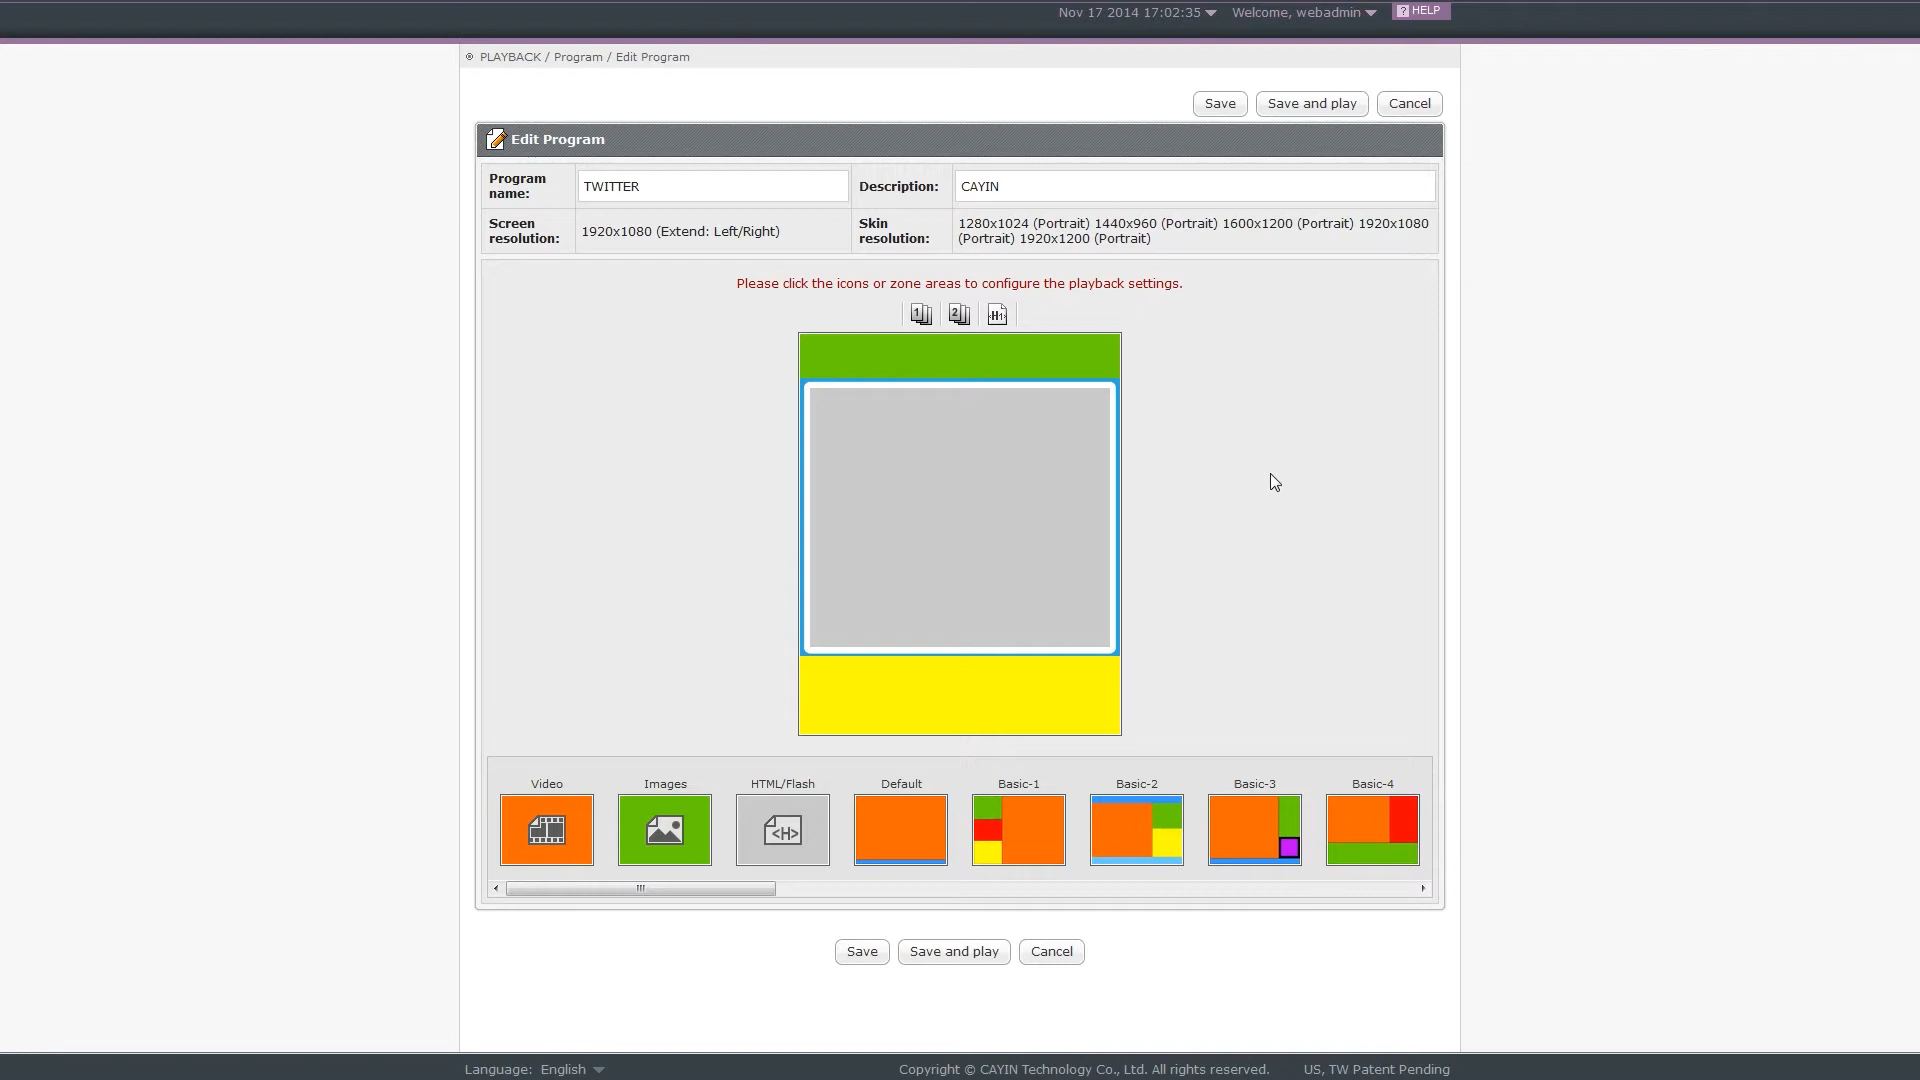 Nov 17 2014 17:02:35 Welcome, webadmin ? HELP
PLAYBACK / Program / Edit Program
Save Save and play Cancel
Edit Program
Program name: TWITTER Description: CAYIN
Screen resolution: 1920x1080 (Extend: Left/Right) Skin resolution: 1280x1024 (Portrait) 1440x960 (Portrait) 1600x1200 (Portrait) 1920x1080
(Portrait) 1920x1200 (Portrait)
Please click the icons or zone areas to configure the playback settings.
1 2 H1
Video Images HTML/Flash Default Basic-1 Basic-2 Basic-3 Basic-4
<H>
Save Save and play Cancel
Language: English Copyright © CAYIN Technology Co., Ltd. All rights reserved. US, TW Patent Pending